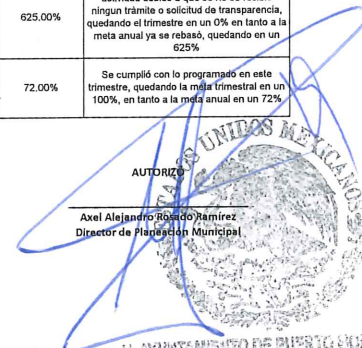 ningun trámite o solicitud de transparencia,
625.00%
quedando el trimestre en un 0% en tanto a la
meta anual ya se rebasó, quedando en un
625%
Se cumplió con lo programado en este
72.00%
trimestre, quedando la meta trimestral en un
100%, en tanto a la meta anual en un 72%
UNIDOS MEXICANOS
AUTORIZO
Axel Alejandro Rosado Ramírez
Director de Planeación Municipal